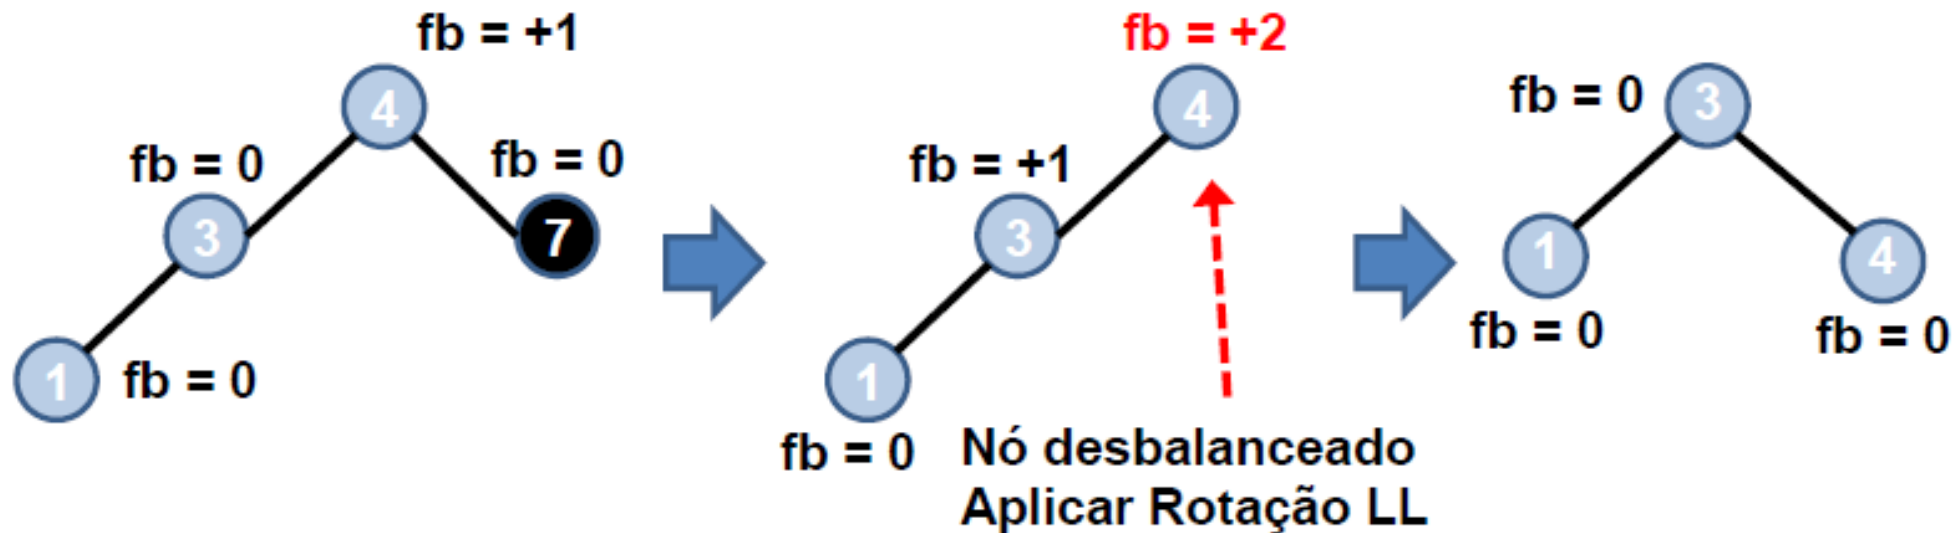 fb = +1
4
fb = 0
fb = 0
3
7
1
fb = 0
fb = +2
4
fb = +1
3
1
fb = 0
Nó desbalanceado
Aplicar Rotação LL
fb = 0
3
1
4
fb = 0
fb = 0